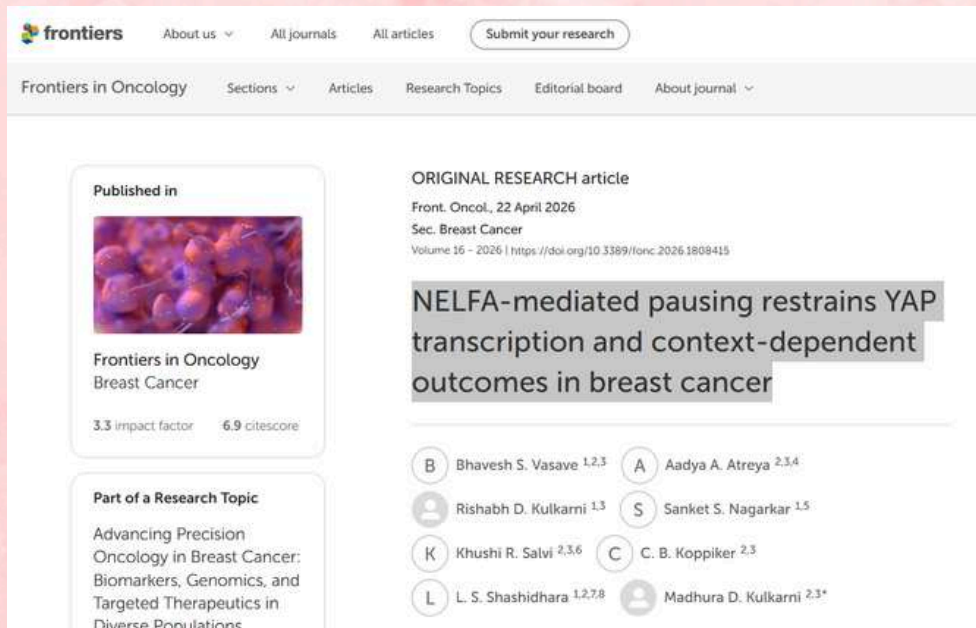 frontiers About us All journals All articles Submit your research
Frontiers in Oncology Sections Articles Research Topics Editorial board About journal
Published in
Frontiers in Oncology
Breast Cancer
3.3 impact factor 6.9 citescore
Part of a Research Topic
Advancing Precision
Oncology in Breast Cancer:
Biomarkers, Genomics, and
Targeted Therapeutics in
Diverse Populations
ORIGINAL RESEARCH article
Front. Oncol., 22 April 2026
Sec. Breast Cancer
Volume 16 - 2026 | https://doi.org/10.3389/fonc.2026.1808415
NELFA-mediated pausing restrains YAP
transcription and context-dependent
outcomes in breast cancer
B Bhavesh S. Vasave 1,2,3 A Aadya A. Atreya 2,3,4
Rishabh D. Kulkarni 1,3 S Sanket S. Nagarkar 1,5
K Khushi R. Salvi 2,3,6 C C. B. Koppiker 2,3
L L. S. Shashidhara 1,2,7,8 Madhura D. Kulkarni 2,3*